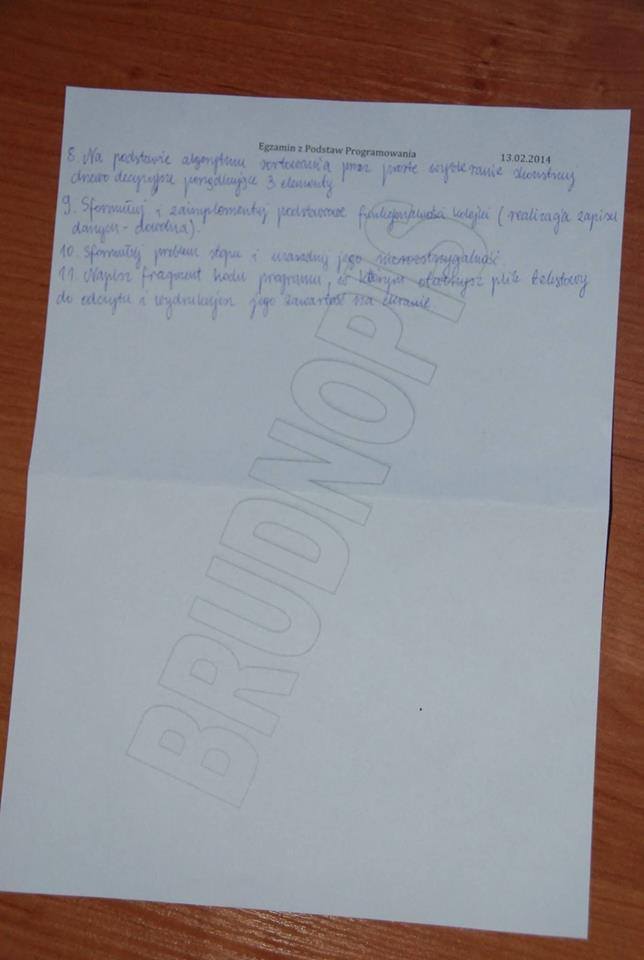 Egzamin z Podstaw Programowania 13.02.2014
8. Na podstawie algorytmu sortowania przez proste wybieranie skonstruuj
drzewo decyzyjne porządkujące 3 elementy
9. Sformułuj i zaimplementuj podstawowe funkcjonalności kolejki (realizacja zapisu
danych - dowolna).
10. Sformułuj problem stopu i uzasadnij jego nierozstrzygalność
11. Napisz fragment kodu programu, w którym otworzysz plik tekstowy
do odczytu i wydrukujesz jego zawartość na ekranie.
BRUDNOPIS